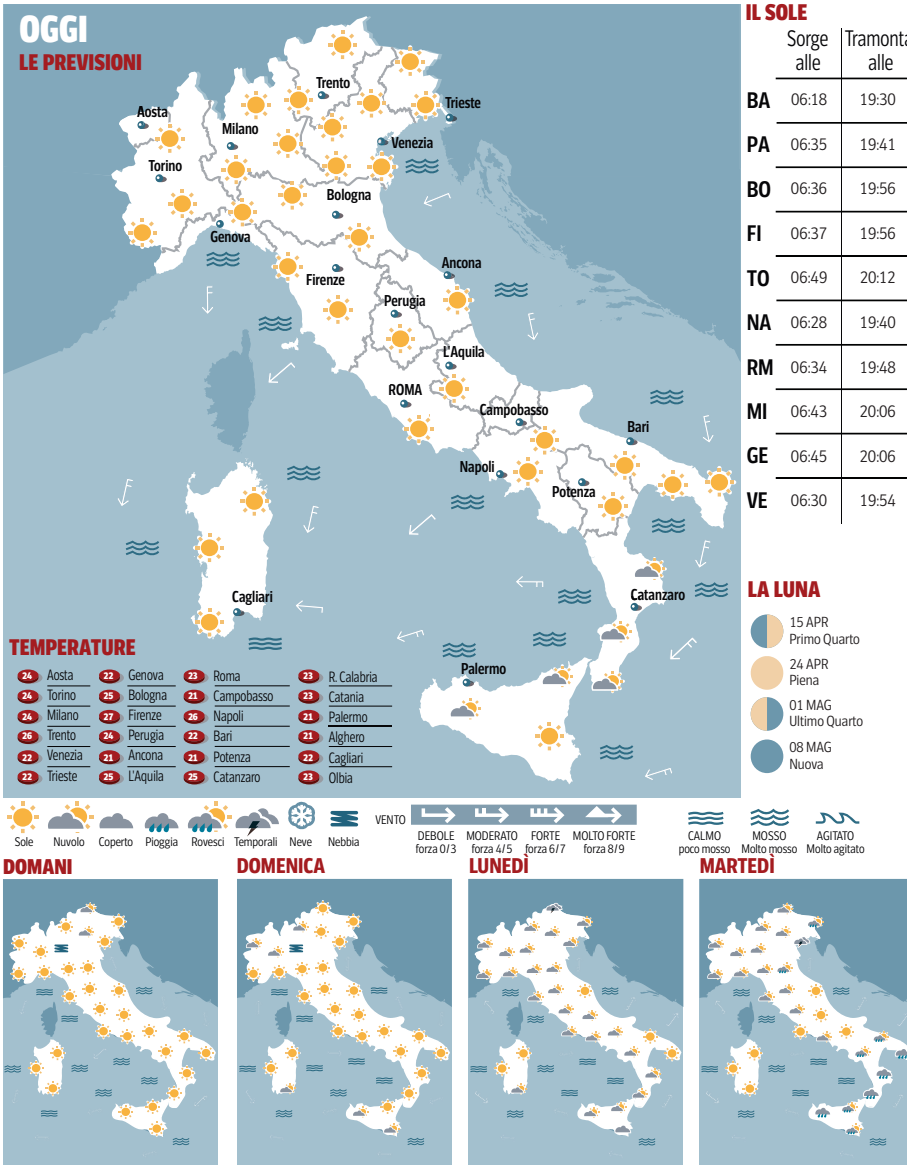 OGGI
LE PREVISIONI
Aosta
Torino
Milano
Trento
Trieste
Venezia
Bologna
Genova
Firenze
Ancona
Perugia
L'Aquila
ROMA
Campobasso
Bari
Napoli
Potenza
Cagliari
Catanzaro
Palermo
TEMPERATURE
24 Aosta 22 Genova 23 Roma 23 R. Calabria
24 Torino 25 Bologna 21 Campobasso 23 Catania
24 Milano 27 Firenze 26 Napoli 21 Palermo
26 Trento 24 Perugia 22 Bari 21 Alghero
22 Venezia 21 Ancona 21 Potenza 22 Cagliari
22 Trieste 25 L'Aquila 25 Catanzaro 23 Olbia
IL SOLE
Sorge alle Tramonta alle
BA 06:18 19:30
PA 06:35 19:41
BO 06:36 19:56
FI 06:37 19:56
TO 06:49 20:12
NA 06:28 19:40
RM 06:34 19:48
MI 06:43 20:06
GE 06:45 20:06
VE 06:30 19:54
LA LUNA
15 APR
Primo Quarto
24 APR
Piena
01 MAG
Ultimo Quarto
08 MAG
Nuova
Sole Nuvolo Coperto Pioggia Rovesci Temporali Neve Nebbia
VENTO
DEBOLE
forza 0/3
MODERATO
forza 4/5
FORTE
forza 6/7
MOLTO FORTE
forza 8/9
CALMO
poco mosso
MOSSO
Molto mosso
AGITATO
Molto agitato
DOMANI
DOMENICA
LUNEDÌ
MARTEDÌ